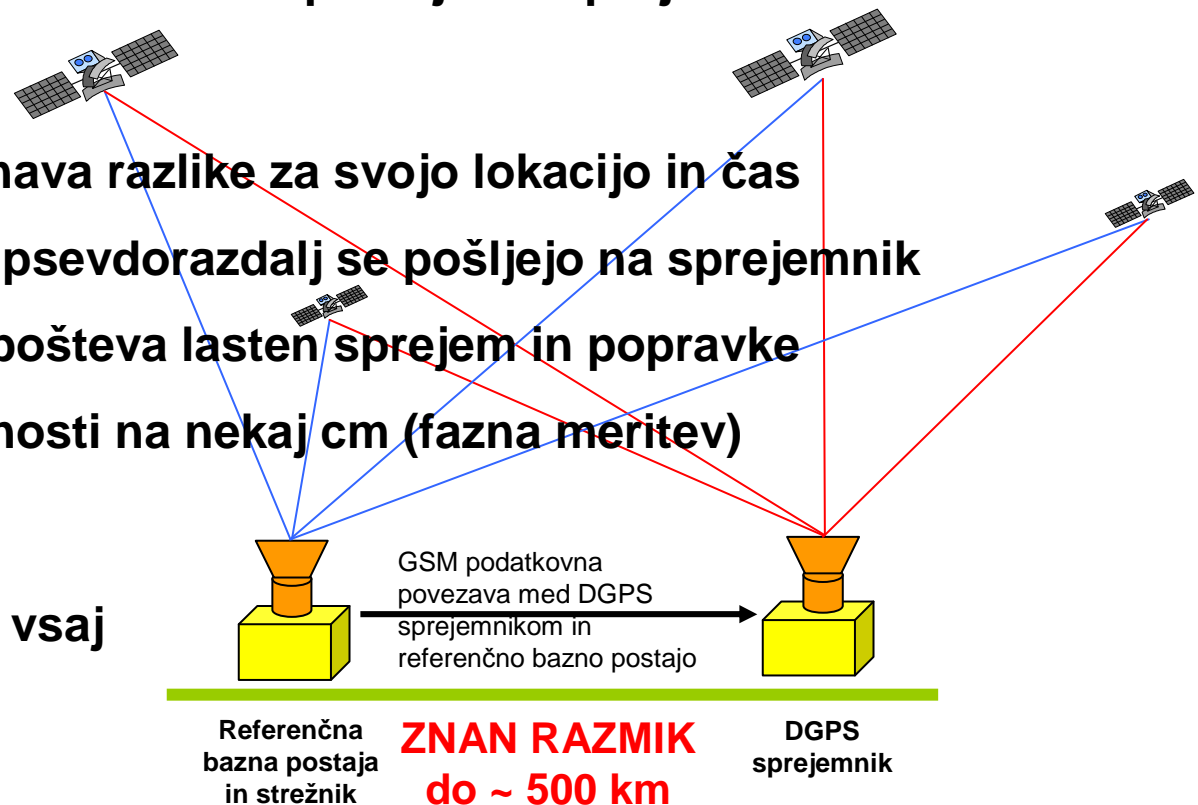 nava razlike za svojo lokacijo in čas
psevdorazdalj se pošljejo na sprejemnik
pošteva lasten sprejem in popravke
nosti na nekaj cm (fazna meritev)
GSM podatkovna
povezava med DGPS
sprejemnikom in
referenčno bazno postajo
vsaj
Referenčna
bazna postaja
in strežnik
ZNAN RAZMIK
do ~ 500 km
DGPS
sprejemnik